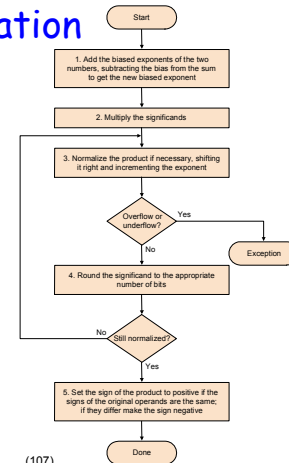 ation
Start
1. Add the biased exponents of the two
numbers, subtracting the bias from the sum
to get the new biased exponent
2. Multiply the significands
3. Normalize the product if necessary, shifting
it right and incrementing the exponent
Overflow or
underflow?
Yes
No
Exception
4. Round the significand to the appropriate
number of bits
No
Still normalized?
Yes
5. Set the sign of the product to positive if the
signs of the original operands are the same;
if they differ make the sign negative
Done
(107)